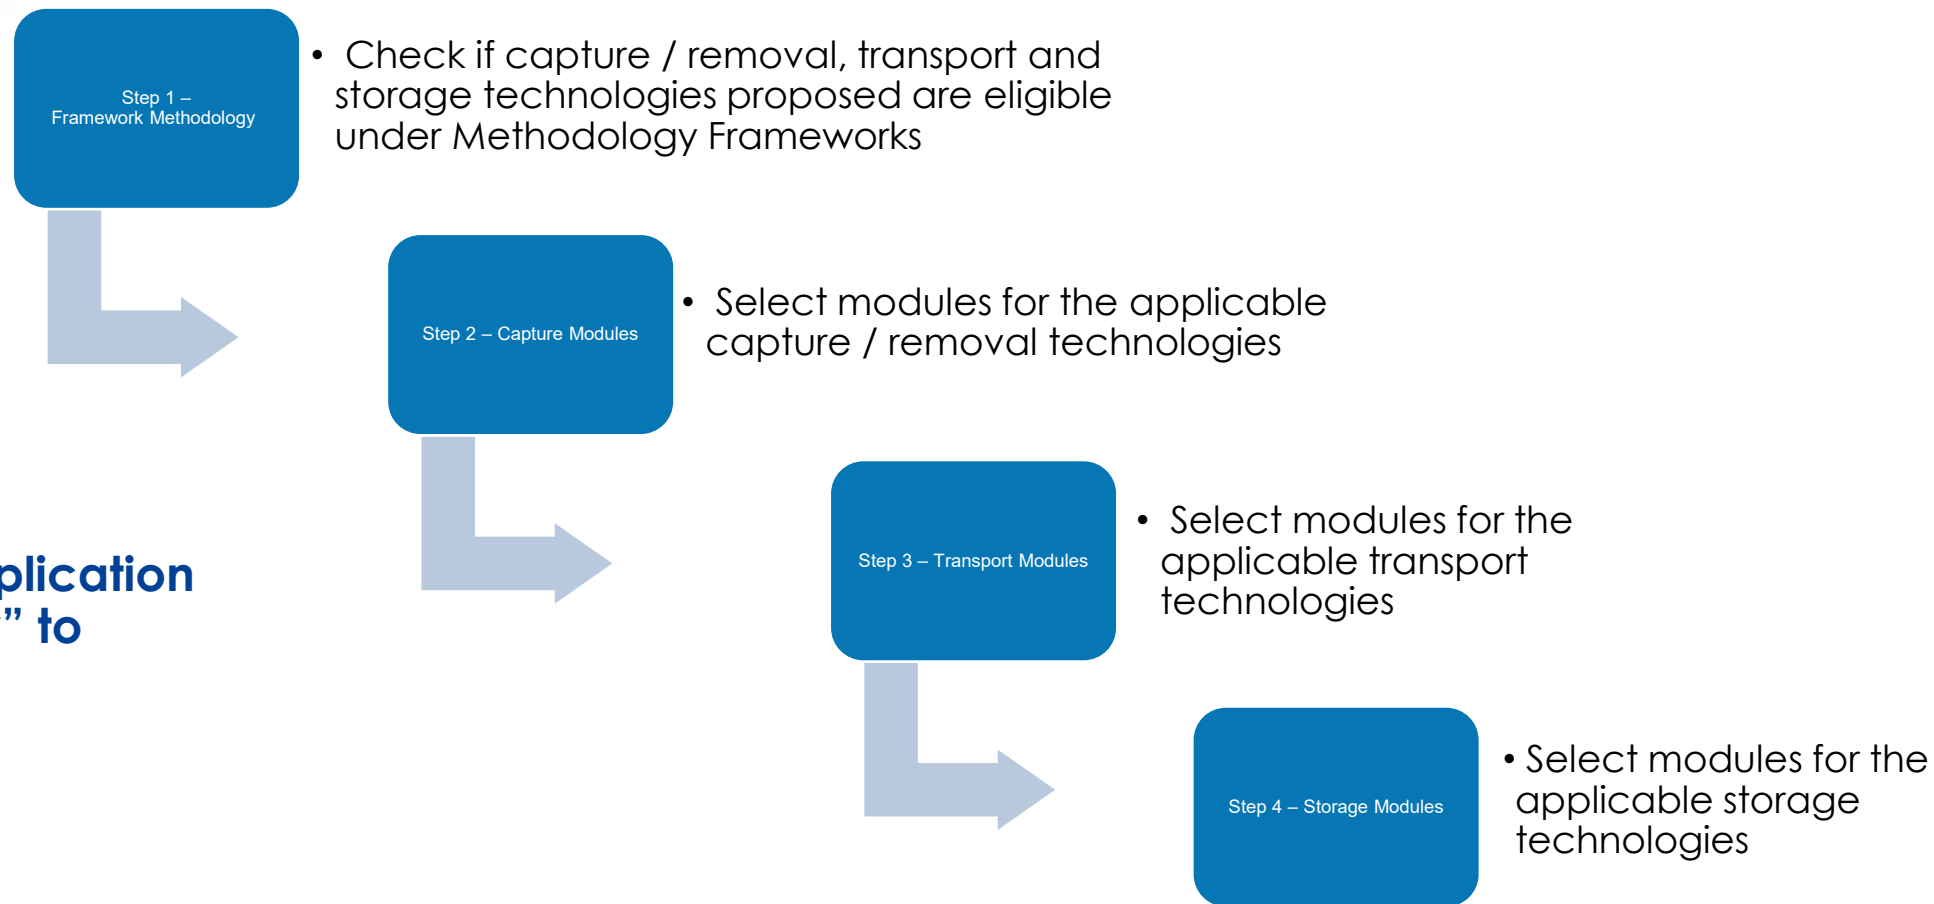 Step 1 –
Framework Methodology
• Check if capture / removal, transport and
storage technologies proposed are eligible
under Methodology Frameworks
Step 2 – Capture Modules
• Select modules for the applicable
capture / removal technologies
plication
” to
Step 3 – Transport Modules
• Select modules for the
applicable transport
technologies
Step 4 – Storage Modules
• Select modules for the
applicable storage
technologies